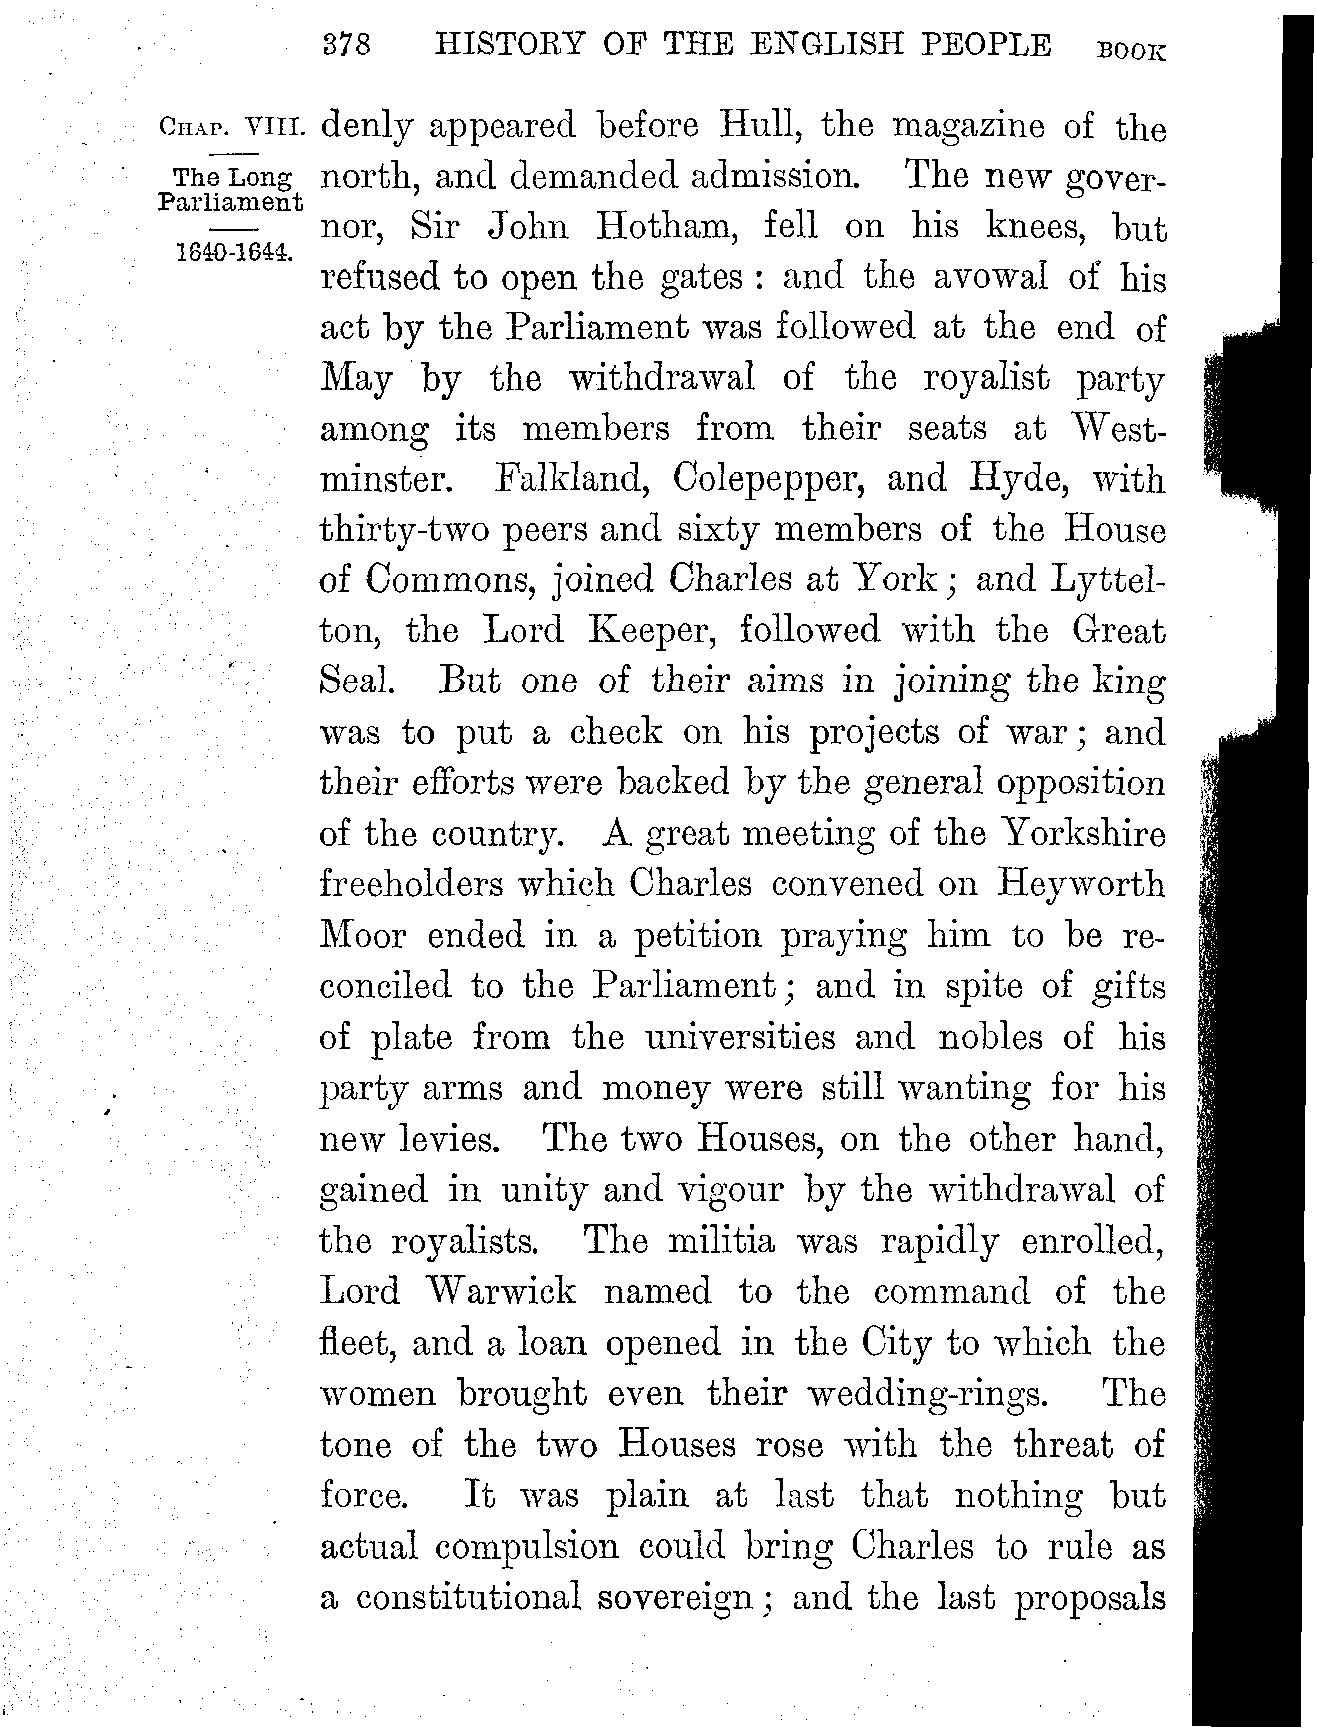 378 HISTORY OF THE ENGLISH PEOPLE BOOK
CHAP. VIII.
The Long
Parliament
1640-1644.
denly appeared before Hull, the magazine of the
north, and demanded admission. The new gover-
nor, Sir John Hotham, fell on his knees, but
refused to open the gates : and the avowal of his
act by the Parliament was followed at the end of
May by the withdrawal of the royalist party
among its members from their seats at West-
minster. Falkland, Colepepper, and Hyde, with
thirty-two peers and sixty members of the House
of Commons, joined Charles at York ; and Lyttel-
ton, the Lord Keeper, followed with the Great
Seal. But one of their aims in joining the king
was to put a check on his projects of war ; and
their efforts were backed by the general opposition
of the country. A great meeting of the Yorkshire
freeholders which Charles convened on Heyworth
Moor ended in a petition praying him to be re-
conciled to the Parliament ; and in spite of gifts
of plate from the universities and nobles of his
party arms and money were still wanting for his
new levies. The two Houses, on the other hand,
gained in unity and vigour by the withdrawal of
the royalists. The militia was rapidly enrolled,
Lord Warwick named to the command of the
fleet, and a loan opened in the City to which the
women brought even their wedding-rings. The
tone of the two Houses rose with the threat of
force. It was plain at last that nothing but
actual compulsion could bring Charles to rule as
a constitutional sovereign ; and the last proposals